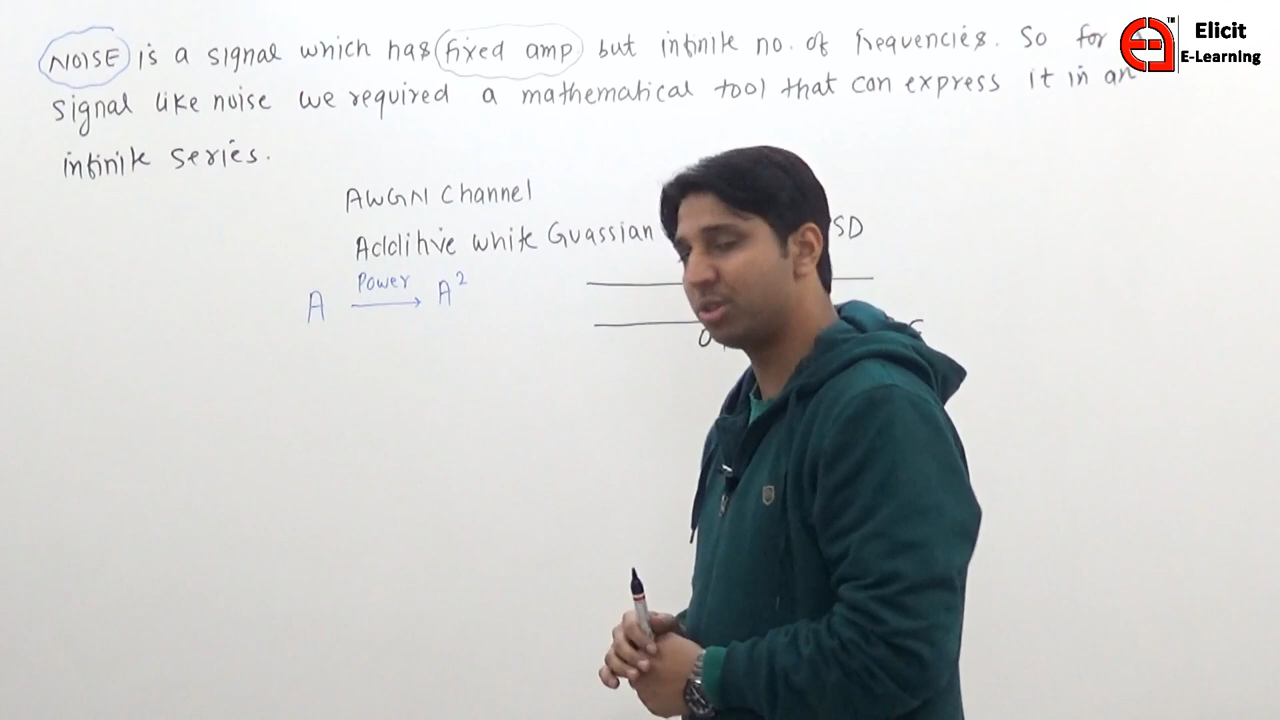 NOISE is a signal which has fixed amp but infinite no. of frequencies. So for
signal like noise we required a mathematical tool that can express it in an
infinite series.
AWGN Channel
Additive white Guassian
SD
A Power A²
0
Elicit
E-Learning
TM